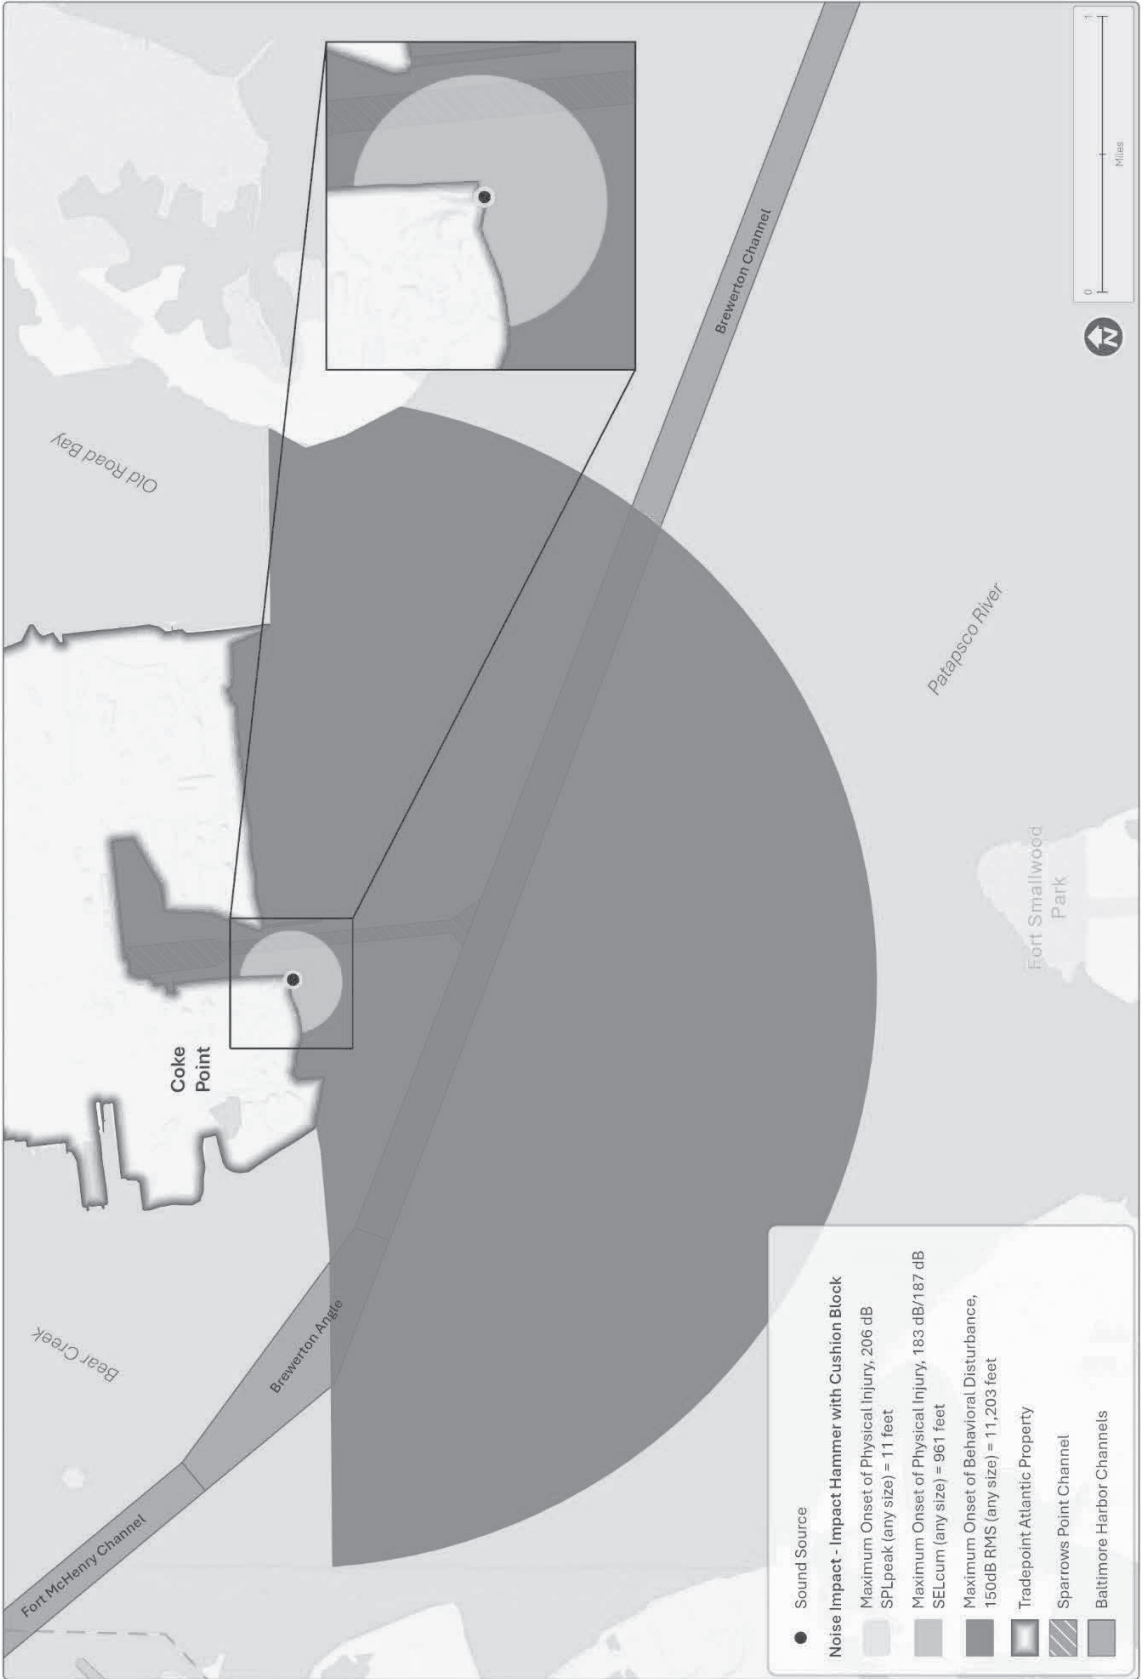 Fort McHenry Channel
Bear Creek
Brewerton Angle
Coke
Point
Old Road Bay
Brewerton Channel
Patapsco River
Fort Smallwood
Park
Sound Source
Noise Impact - Impact Hammer with Cushion Block
Maximum Onset of Physical Injury, 206 dB
SPLpeak (any size) = 11 feet
Maximum Onset of Physical Injury, 183 dB/187 dB
SELcum (any size) = 961 feet
Maximum Onset of Behavioral Disturbance,
150dB RMS (any size) = 11,203 feet
Tradepoint Atlantic Property
Sparrows Point Channel
Baltimore Harbor Channels
N
0 1
Miles